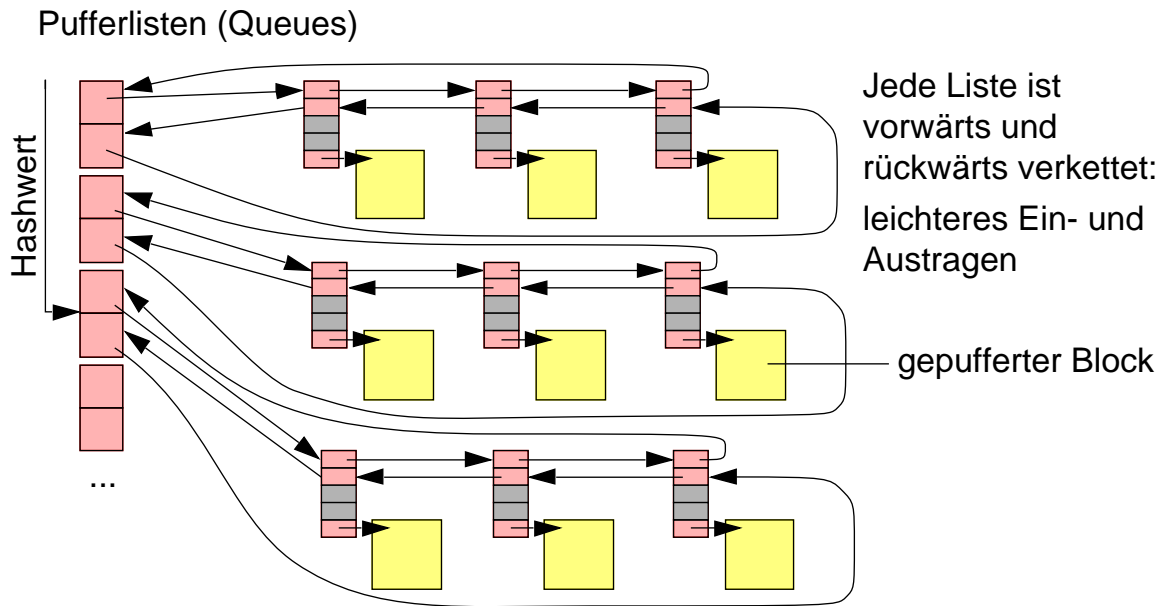 Pufferlisten (Queues)
Hashwert
Jede Liste ist
vorwärts und
rückwärts verkettet:
leichteres Ein- und
Austragen
gepufferter Block
...